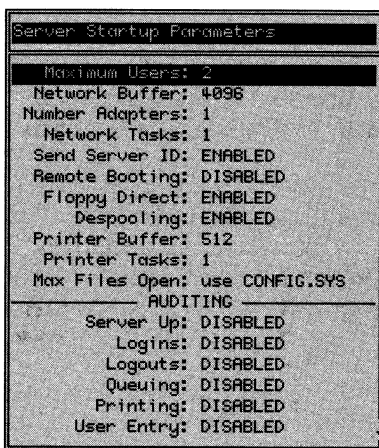 Server Startup Parameters
Maximum Users: 2
Network Buffer: 4096
Number Adapters: 1
Network Tasks: 1
Send Server ID: ENABLED
Remote Booting: DISABLED
Floppy Direct: ENABLED
Despooling: ENABLED
Printer Buffer: 512
Printer Tasks: 1
Max Files Open: use CONFIG.SYS
AUDITING
Server Up: DISABLED
Logins: DISABLED
Logouts: DISABLED
Queuing: DISABLED
Printing: DISABLED
User Entry: DISABLED